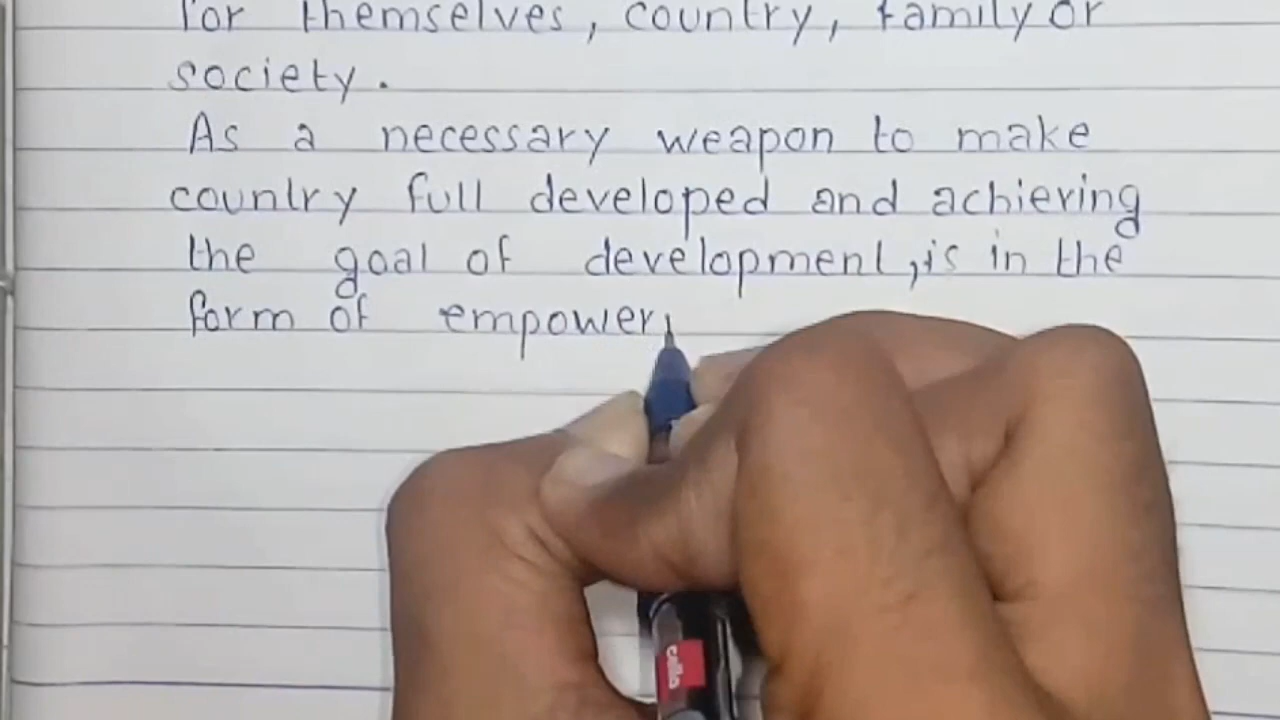 for themselves, country, family or
society.
As a necessary weapon to make
country full developed and achieving
the goal of development, is in the
form of empower
cello